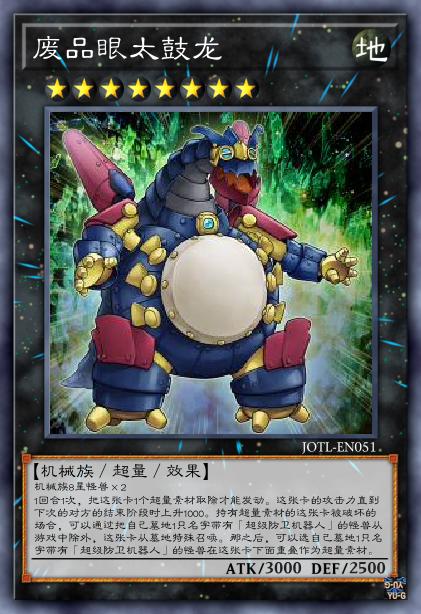 废品眼太鼓龙
地
JOTL-EN051
【机械族／超量／效果】
机械族8星怪兽×2
1回合1次，把这张卡1个超量素材取除才能发动。这张卡的攻击力直到
下次的对方的结束阶段时上升1000。持有超量素材的这张卡被破坏的
场合，可以通过把自己墓地1只名字带有「超级防卫机器人」的怪兽从
游戏中除外，这张卡从墓地特殊召唤。那之后，可以选自己墓地1只名
字带有「超级防卫机器人」的怪兽在这张卡下面重叠作为超量素材。
ATK/3000 DEF/2500